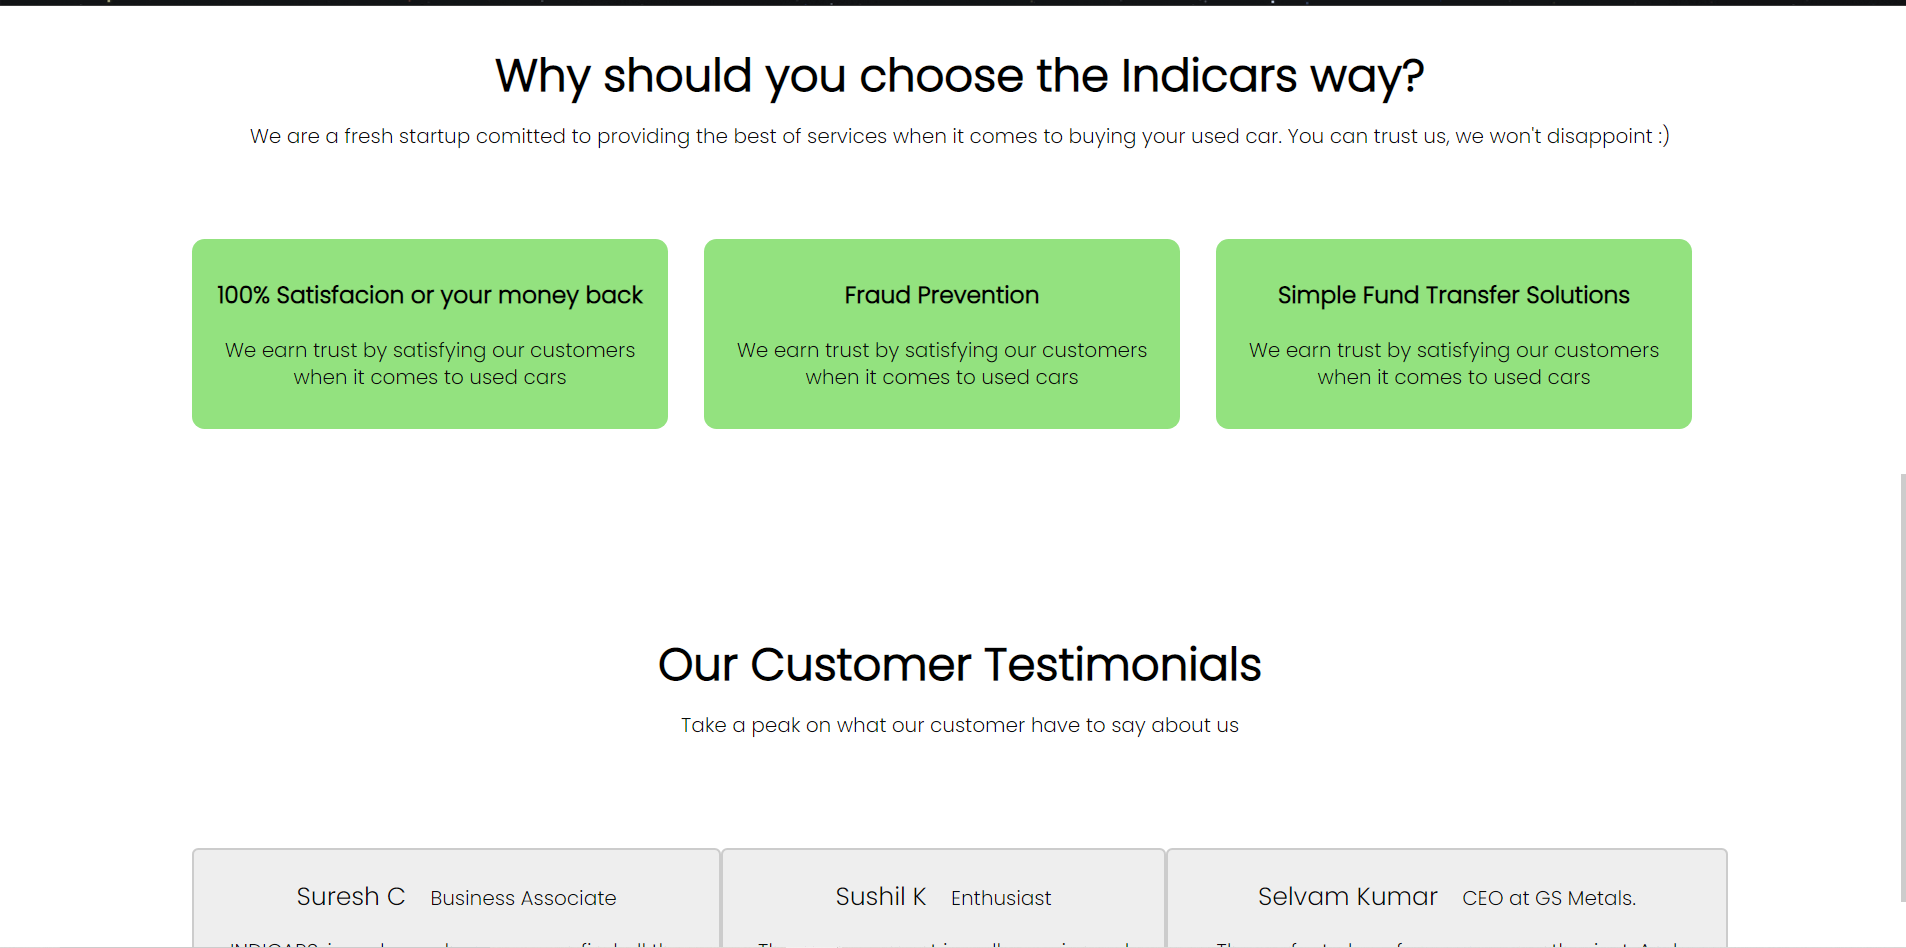 Why should you choose the Indicars way?
We are a fresh startup comitted to providing the best of services when it comes to buying your used car. You can trust us, we won't disappoint :)
100% Satisfacion or your money back
We earn trust by satisfying our customers
when it comes to used cars
Fraud Prevention
We earn trust by satisfying our customers
when it comes to used cars
Simple Fund Transfer Solutions
We earn trust by satisfying our customers
when it comes to used cars
Our Customer Testimonials
Take a peak on what our customer have to say about us
Suresh C Business Associate
Sushil K Enthusiast
Selvam Kumar CEO at GS Metals.